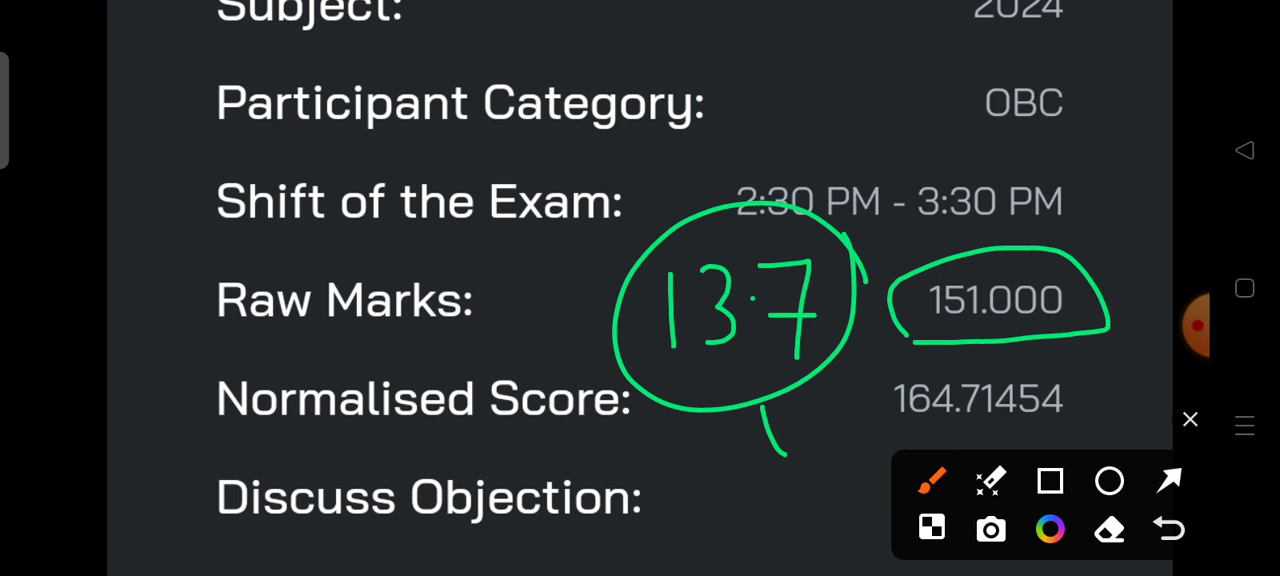 Subject: 2024
Participant Category: OBC
Shift of the Exam: 2:30 PM - 3:30 PM
13.7
Raw Marks: 151.000
Normalised Score: 164.71454
Discuss Objection: